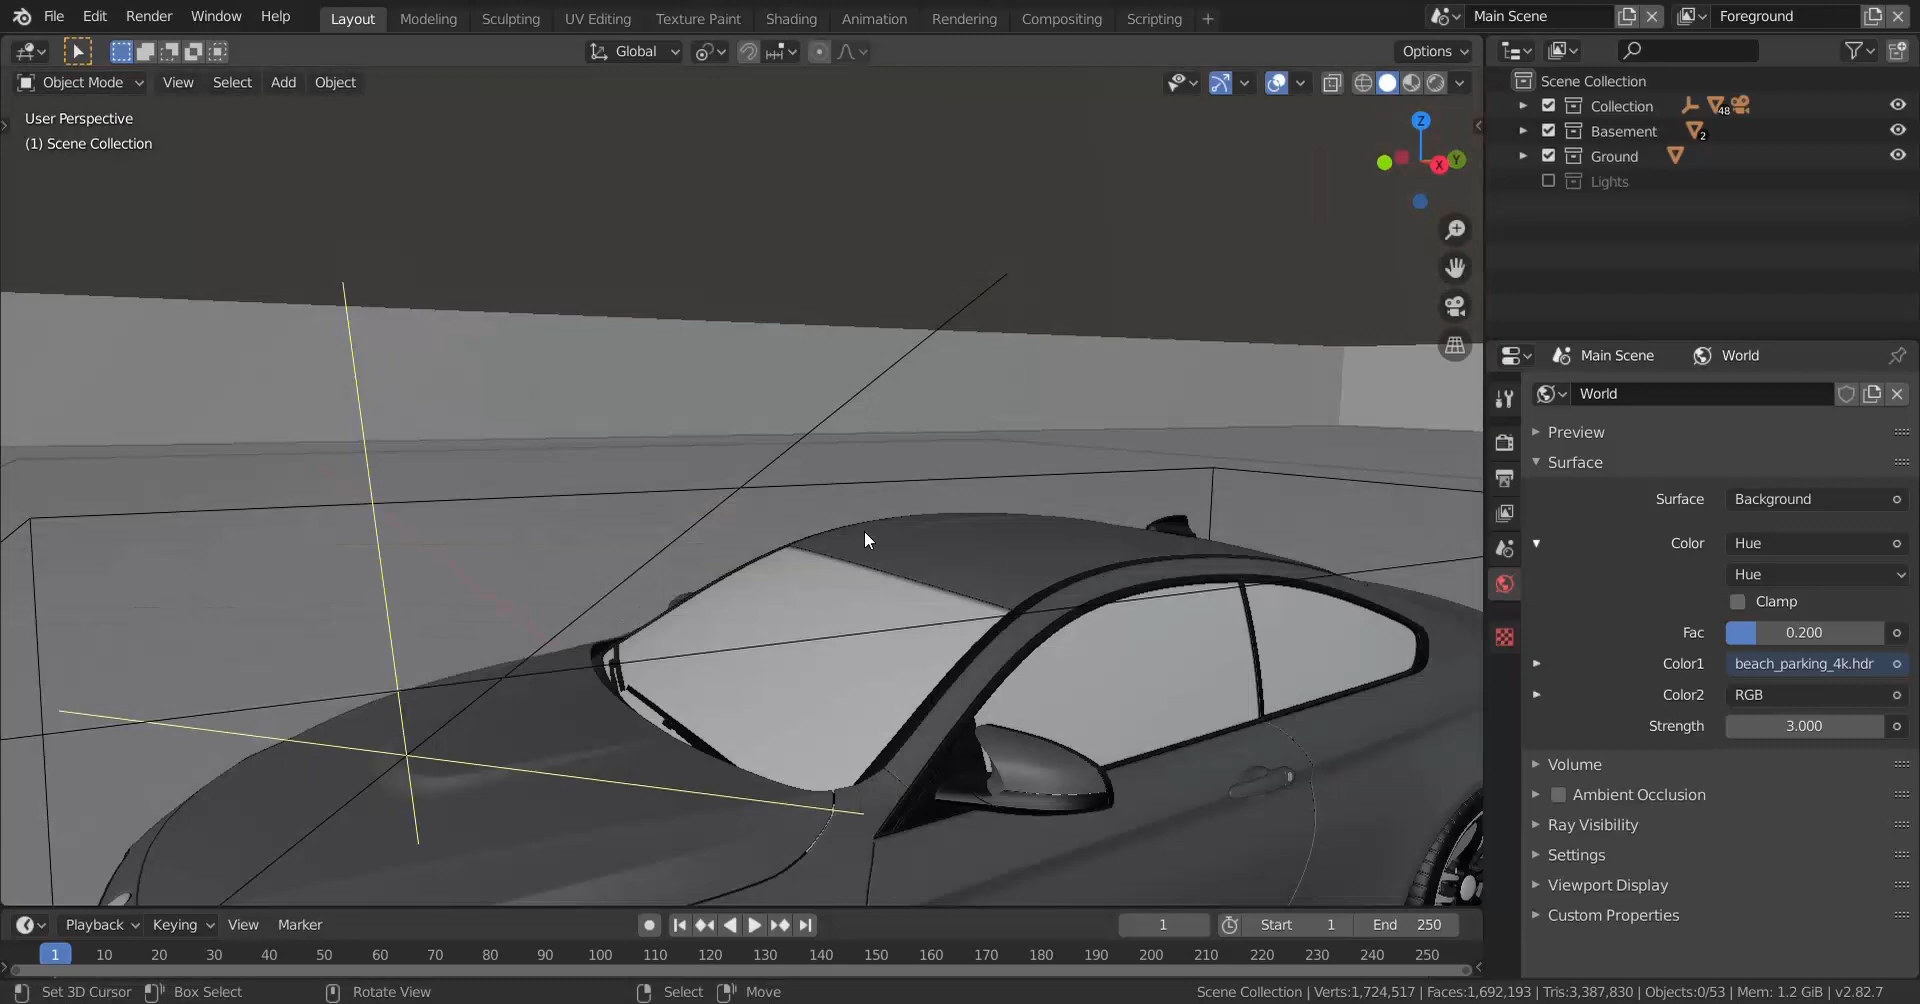 File Edit Render Window Help Layout Modeling Sculpting UV Editing Texture Paint Shading Animation Rendering Compositing Scripting + Main Scene Foreground
Global Options
Object Mode View Select Add Object
User Perspective
(1) Scene Collection
Z
X Y
Scene Collection
Collection 48
Basement 2
Ground
Lights
Main Scene World
World
Preview
Surface
Surface Background
Color Hue
Hue
Clamp
Fac 0.200
Color1 beach_parking_4k.hdr
Color2 RGB
Strength 3.000
Volume
Ambient Occlusion
Ray Visibility
Settings
Viewport Display
Custom Properties
Playback Keying View Marker 1 Start 1 End 250
1 10 20 30 40 50 60 70 80 90 100 110 120 130 140 150 160 170 180 190 200 210 220 230 240 250
Set 3D Cursor Box Select Rotate View Select Move Scene Collection | Verts:1,724,517 | Faces:1,692,193 | Tris:3,387,830 | Objects:0/53 | Mem: 1.2 GiB | v2.82.7